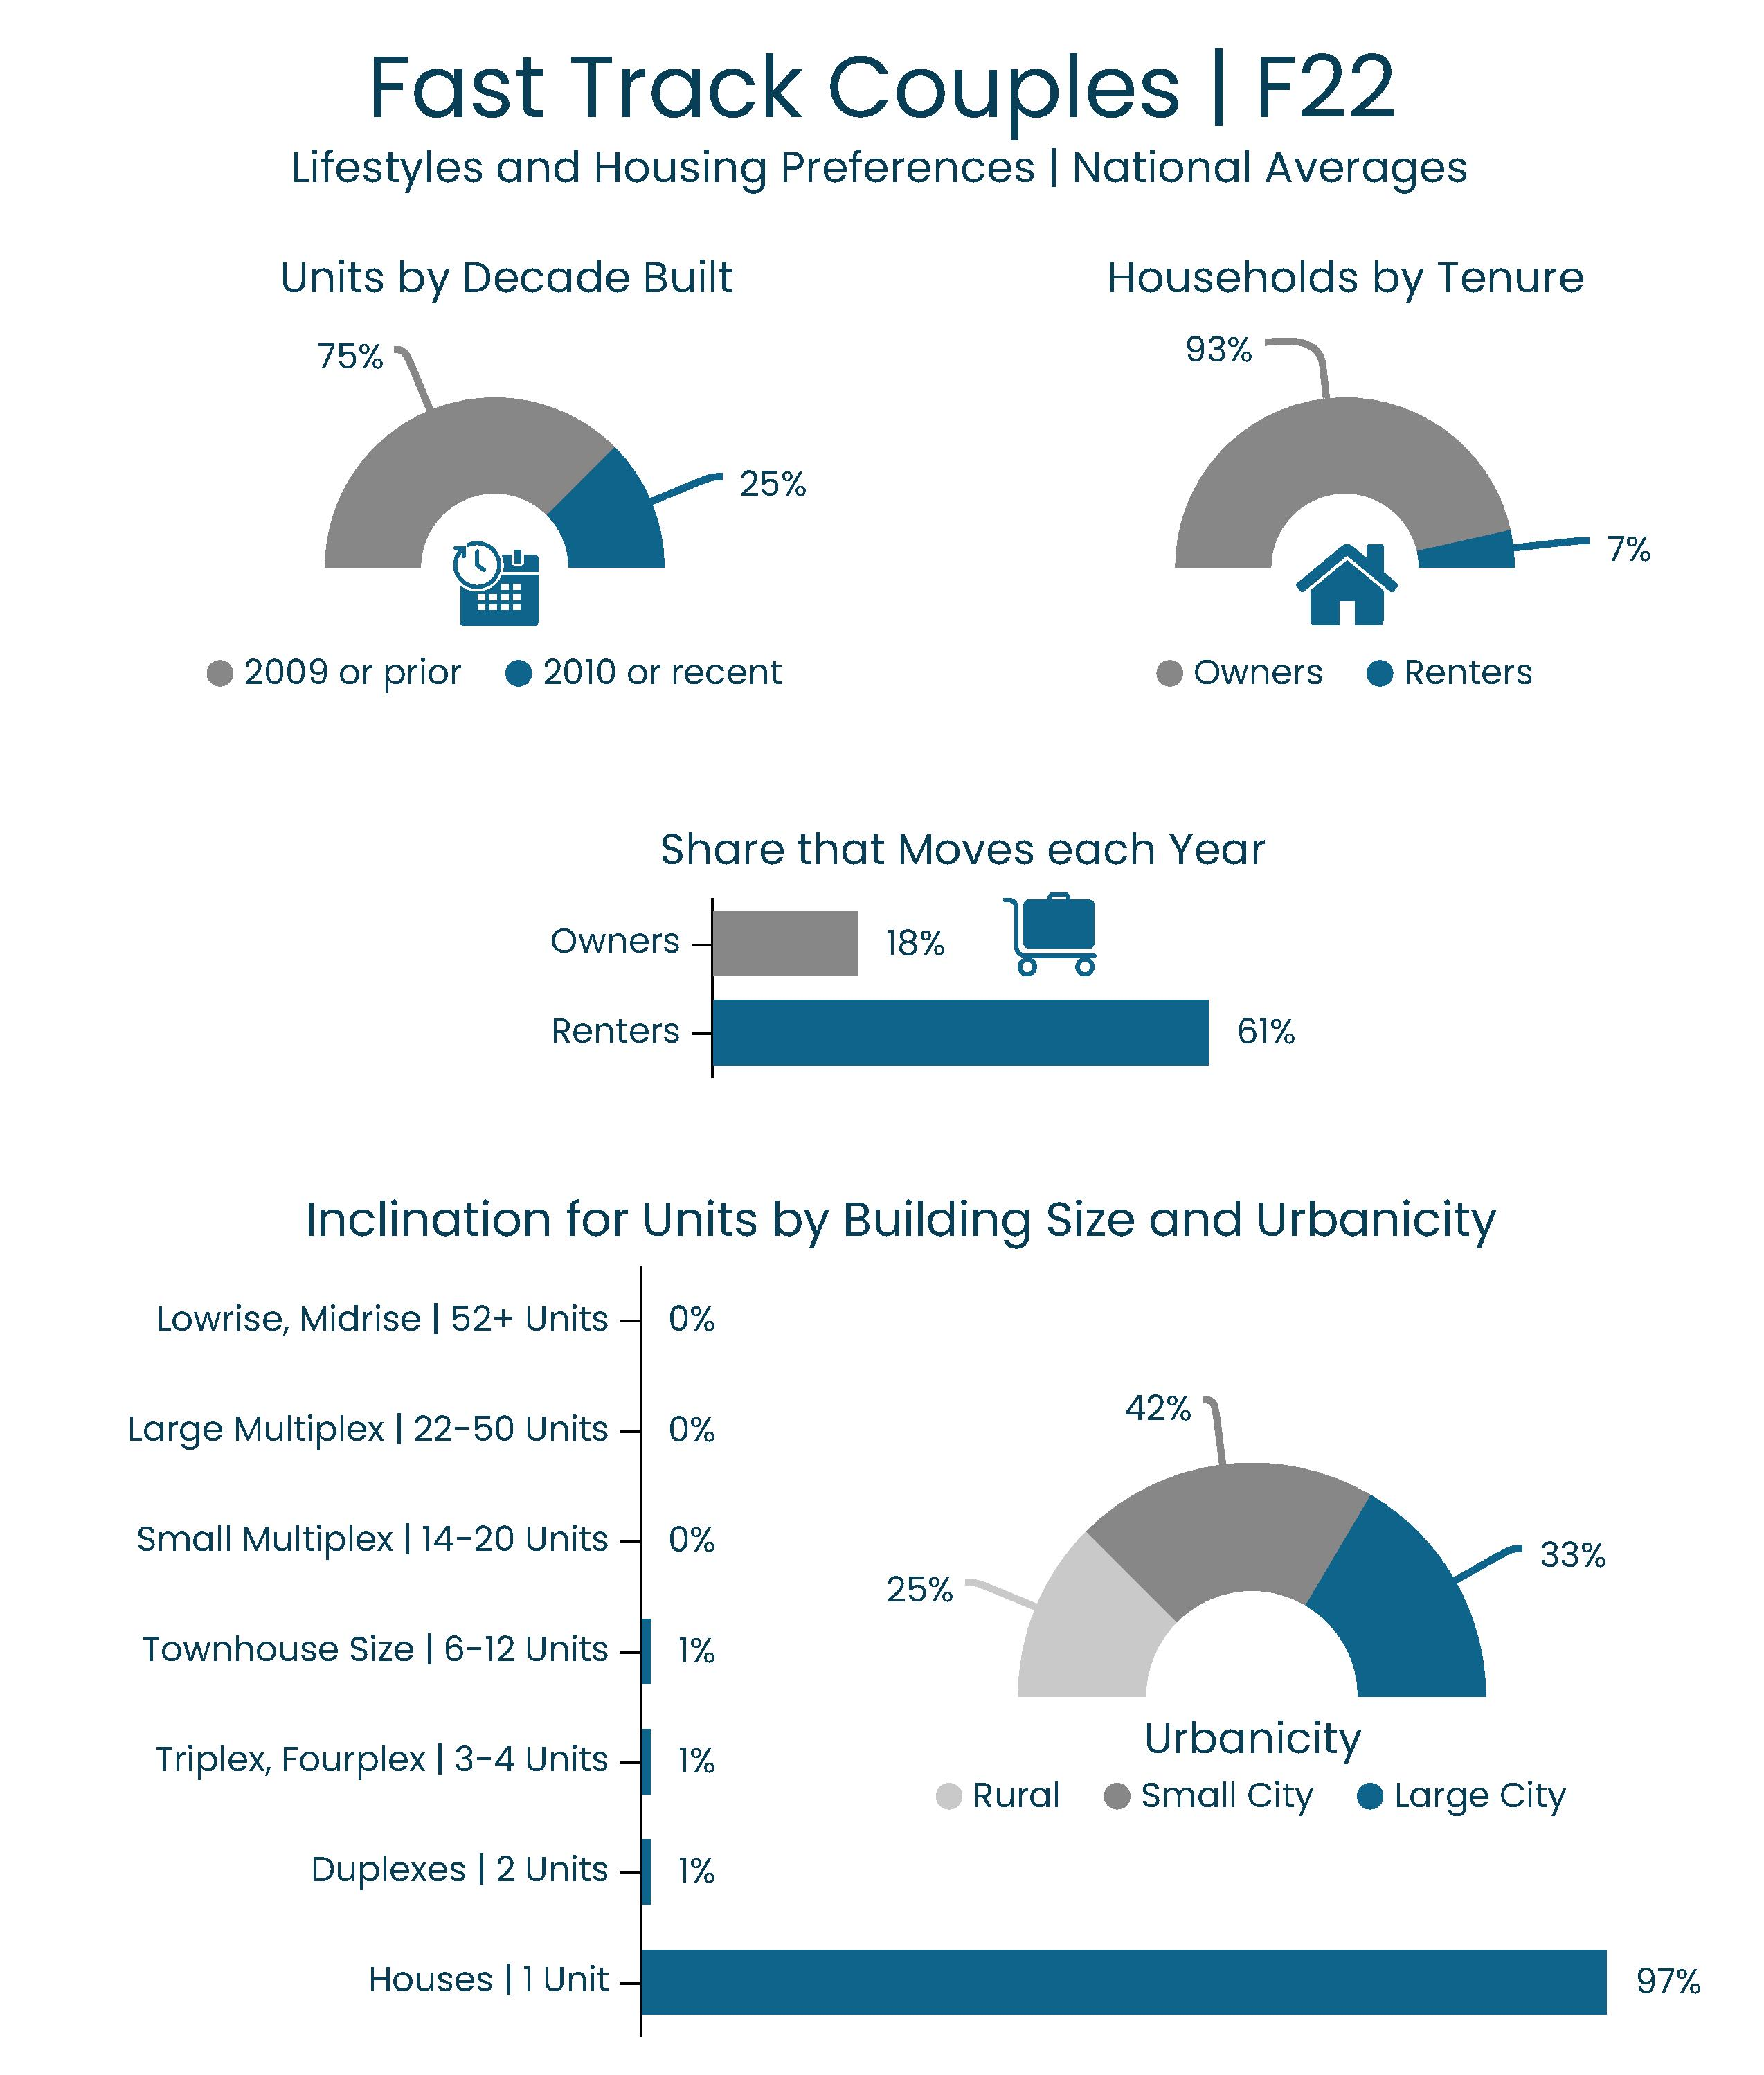 Fast Track Couples | F22
Lifestyles and Housing Preferences | National Averages
Units by Decade Built
75%
25%
2009 or prior
2010 or recent
Households by Tenure
93%
7%
Owners
Renters
Share that Moves each Year
Owners
18%
Renters
61%
Inclination for Units by Building Size and Urbanicity
Lowrise, Midrise | 52+ Units
0%
Large Multiplex | 22-50 Units
0%
Small Multiplex | 14-20 Units
0%
Townhouse Size | 6-12 Units
1%
Triplex, Fourplex | 3-4 Units
1%
Duplexes | 2 Units
1%
Houses | 1 Unit
97%
42%
25%
33%
Urbanicity
Rural
Small City
Large City